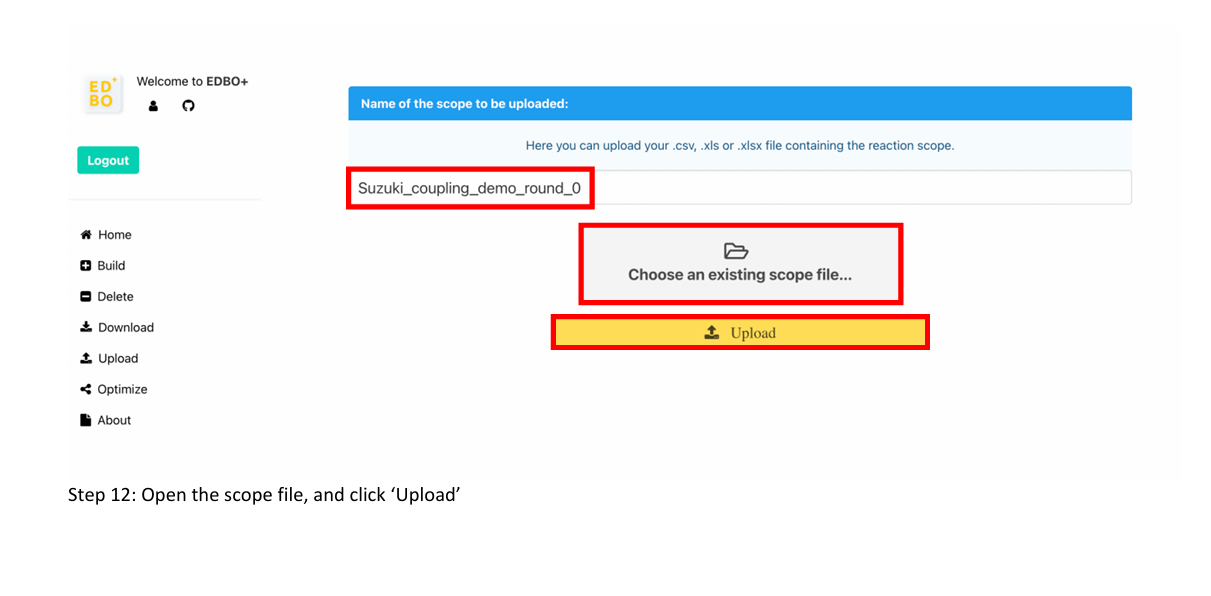 ED+
BO
Welcome to EDBO+
Logout
Home
Build
Delete
Download
Upload
Optimize
About
Name of the scope to be uploaded:
Here you can upload your .csv, .xls or .xlsx file containing the reaction scope.
Suzuki_coupling_demo_round_0
Choose an existing scope file...
Upload
Step 12: Open the scope file, and click ‘Upload’